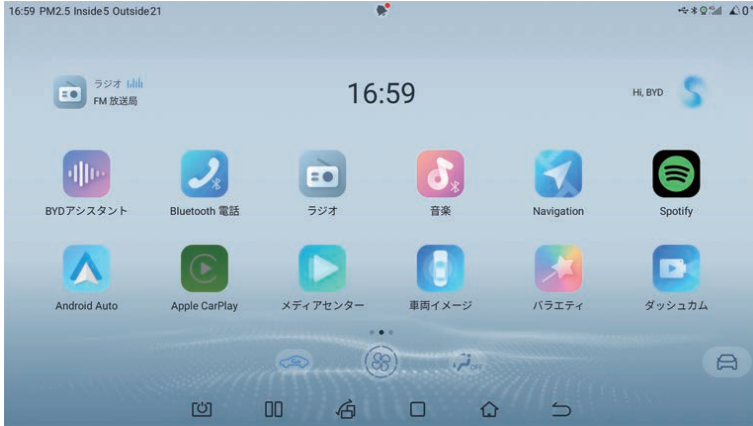 16:59 PM2.5 Inside5 Outside21
ラジオ
FM 放送局
16:59
Hi, BYD
BYDアシスタント
Bluetooth 電話
ラジオ
音楽
Navigation
Spotify
Android Auto
Apple CarPlay
メディアセンター
車両イメージ
バラエティ
ダッシュカム
OFF